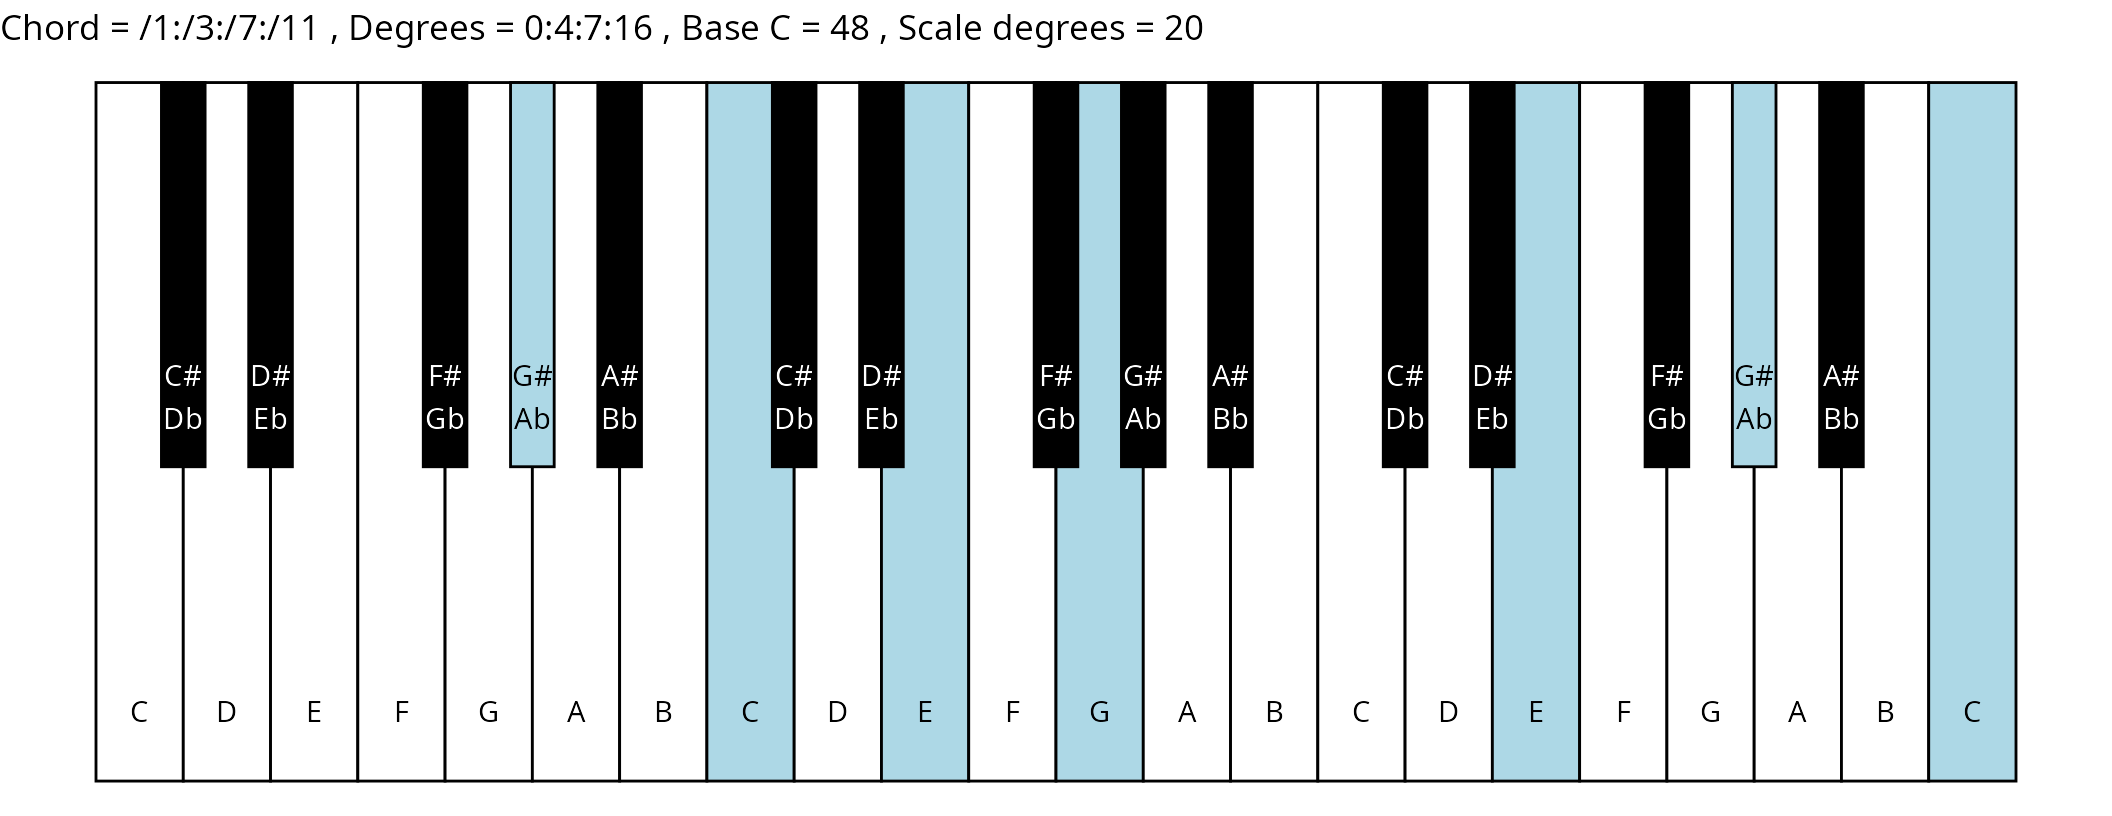 Chord = /1:/3:/7:/11 , Degrees = 0:4:7:16 , Base C = 48 , Scale degrees = 20
C# D# F# G# A# C# D# F# G# A# C# D# F# G# A#
Db Eb Gb Ab Bb Db Eb Gb Ab Bb Db Eb Gb Ab Bb
C D E F G A B C D E F G A B C D E F G A B C